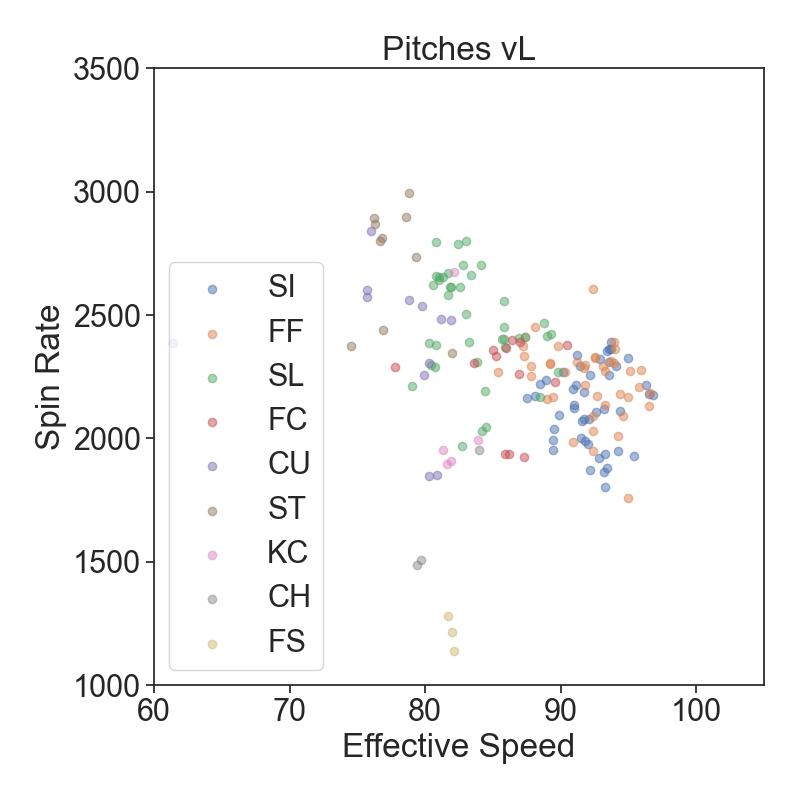 Pitches vL
3500
3000
2500
2000
1500
1000
Spin Rate
SI
FF
SL
FC
CU
ST
KC
CH
FS
60 70 80 90 100
Effective Speed